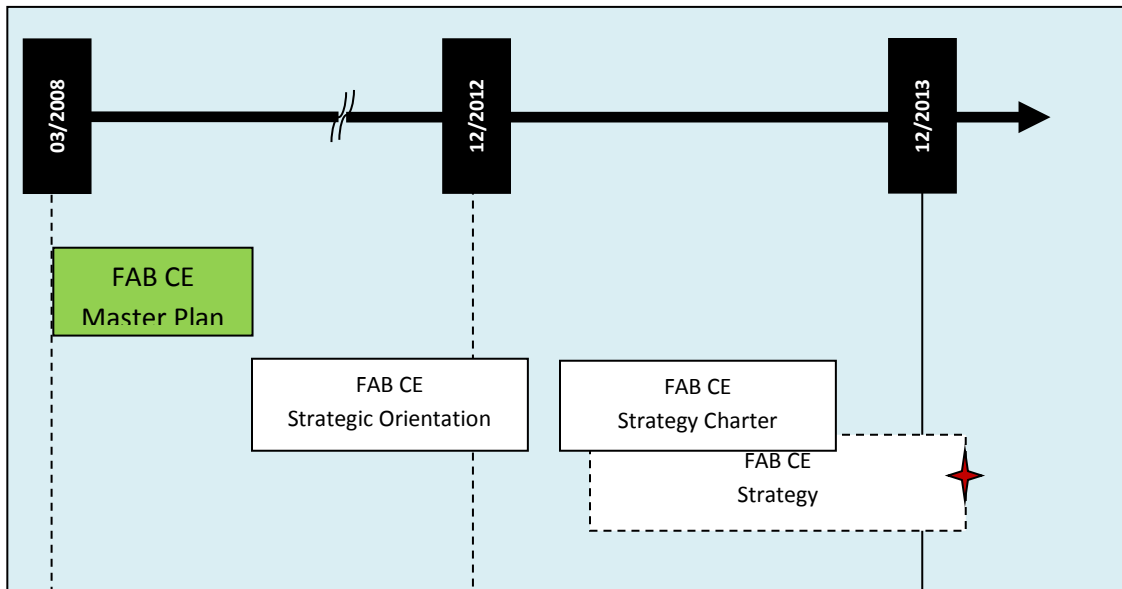 03/2008
12/2012
12/2013
FAB CE
Master Plan
FAB CE
Strategic Orientation
FAB CE
Strategy Charter
FAB CE
Strategy